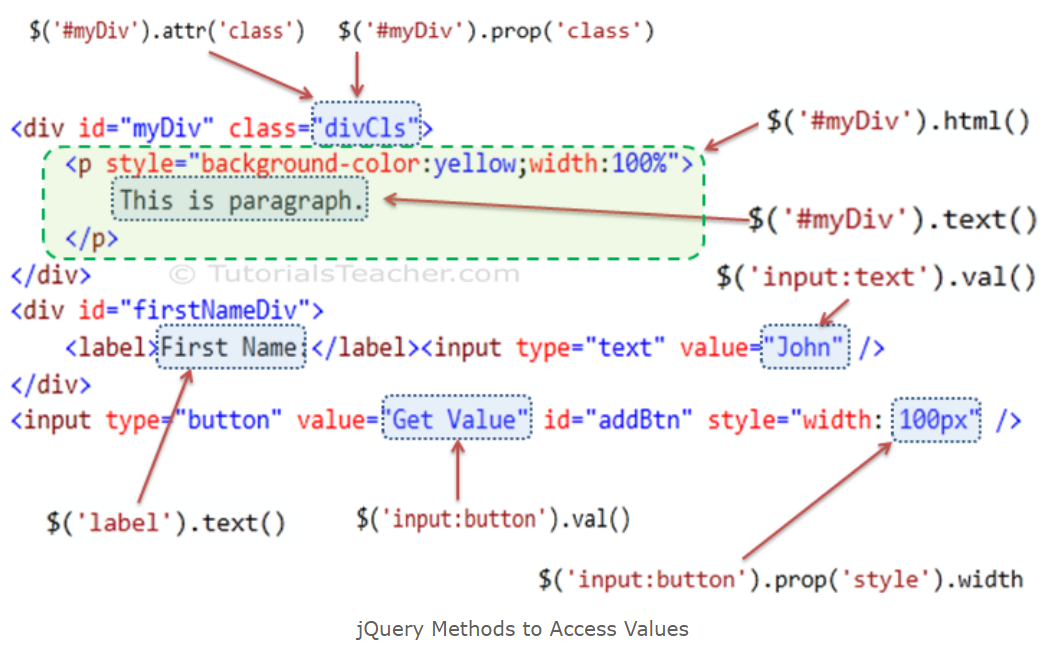 $('#myDiv').attr('class')   $('#myDiv').prop('class')
<div id="myDiv" class="divCls">
$('#myDiv').html()
<p style="background-color:yellow;width:100%">
This is paragraph.
$('#myDiv').text()
</p>
</div>
© TutorialsTeacher.com
$('input:text').val()
<div id="firstNameDiv">
<label>First Name:</label><input type="text" value="John" />
</div>
<input type="button" value="Get Value" id="addBtn" style="width: 100px" />
$('label').text()   $('input:button').val()
$('input:button').prop('style').width
jQuery Methods to Access Values